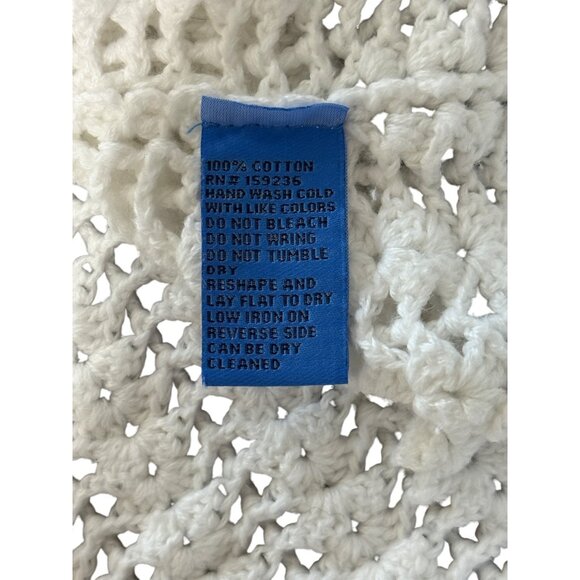 100% COTTON
RN# 159236
HAND WASH COLD
WITH LIKE COLORS
DO NOT BLEACH
DO NOT WRING
DO NOT TUMBLE
DRY
RESHAPE AND
LAY FLAT TO DRY
LOW IRON ON
REVERSE SIDE
CAN BE DRY
CLEANED